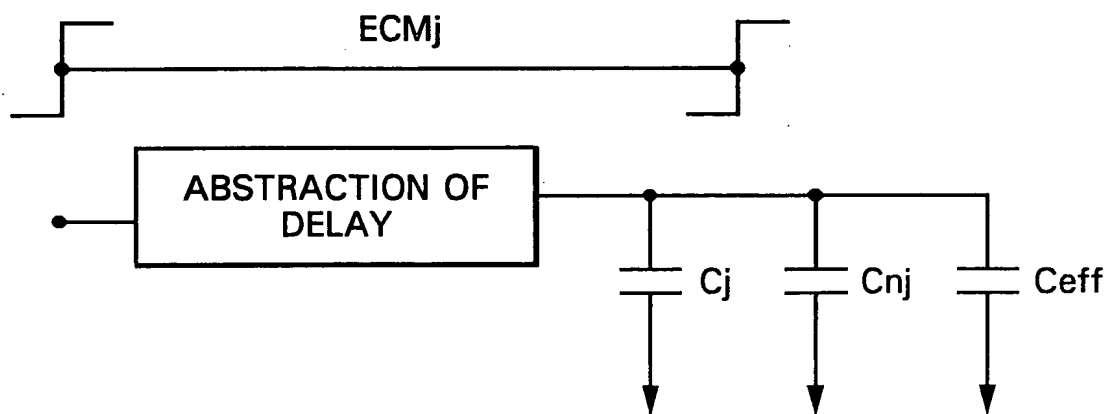 ECMj
ABSTRACTION OF
DELAY
Cj
Cnj
Ceff